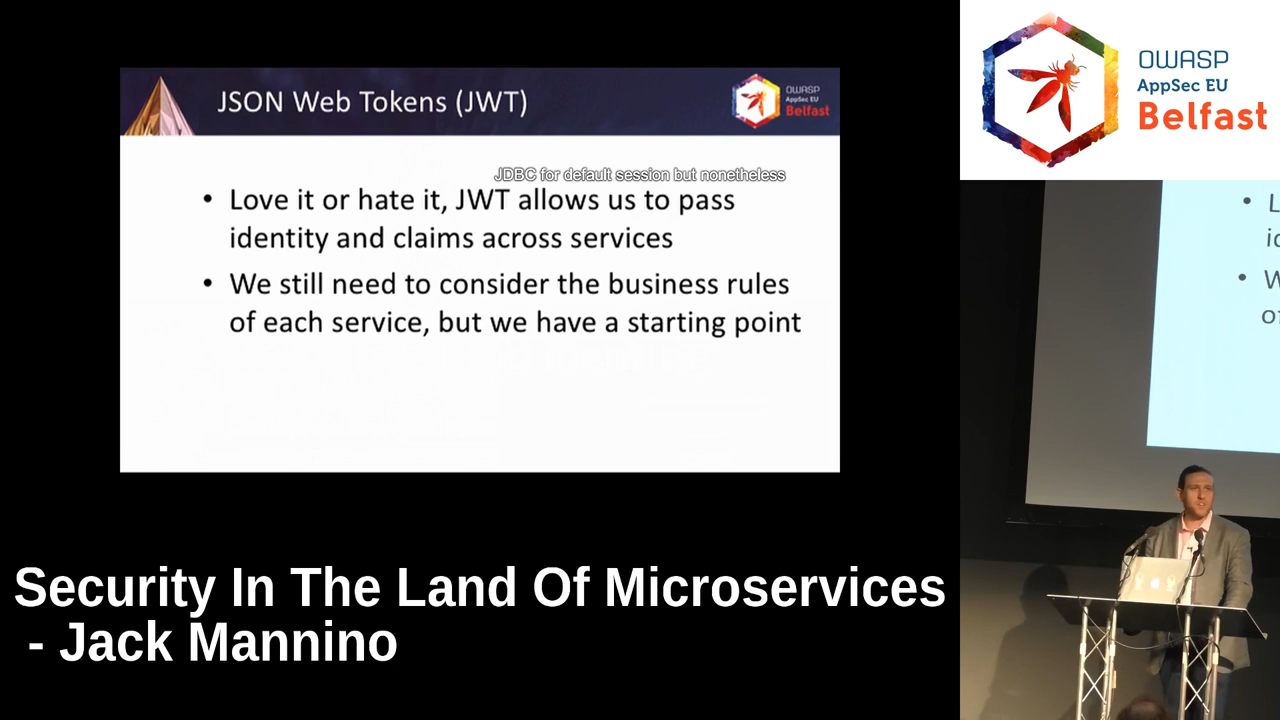 JSON Web Tokens (JWT)
OWASP
AppSec EU
Belfast
JDBC for default session but nonetheless
• Love it or hate it, JWT allows us to pass
identity and claims across services
• We still need to consider the business rules
of each service, but we have a starting point
Security In The Land Of Microservices
- Jack Mannino
OWASP
AppSec EU
Belfast
• L
id
• W
of